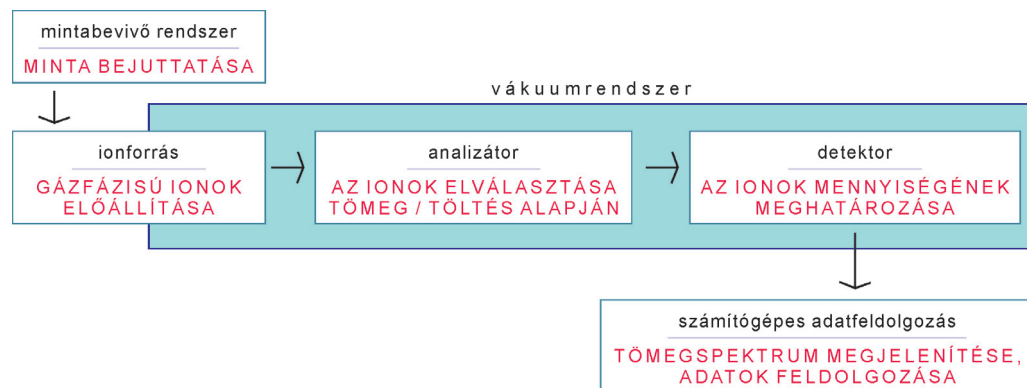 mintabevivő rendszer
MINTA BEJUTTATÁSA
vákuumrendszer
ionforrás
GÁZFÁZISÚ IONOK
ELŐÁLLÍTÁSA
analizátor
AZ IONOK ELVÁLASZTÁSA
TÖMEG / TÖLTÉS ALAPJÁN
detektor
AZ IONOK MENNYISÉGÉNEK
MEGHATÁROZÁSA
számítógépes adatfeldolgozás
TÖMEGSPEKTRUM MEGJELENÍTÉSE,
ADATOK FELDOLGOZÁSA